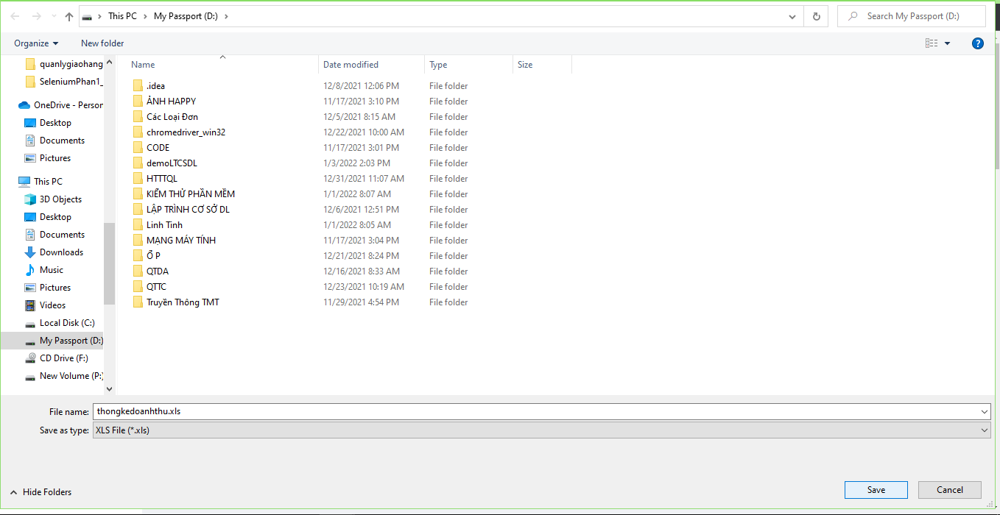 This PC > My Passport (D:) >
Search My Passport (D:)
Organize
New folder
?
quanlygiaohang
SeleniumPhan1_
OneDrive - Person
Desktop
Documents
Pictures
This PC
3D Objects
Desktop
Documents
Downloads
Music
Pictures
Videos
Local Disk (C:)
My Passport (D:)
CD Drive (F:)
New Volume (P:)
Name Date modified Type Size
.idea 12/8/2021 12:06 PM File folder
ẢNH HAPPY 11/17/2021 3:10 PM File folder
Các Loại Đơn 12/5/2021 8:15 AM File folder
chromedriver_win32 12/22/2021 10:00 AM File folder
CODE 11/17/2021 3:01 PM File folder
demoLTCSDL 1/3/2022 2:03 PM File folder
HTTTQL 12/31/2021 11:07 AM File folder
KIỂM THỬ PHẦN MỀM 1/1/2022 8:07 AM File folder
LẬP TRÌNH CƠ SỞ DL 12/6/2021 12:51 PM File folder
Linh Tinh 1/1/2022 8:05 AM File folder
MẠNG MÁY TÍNH 11/17/2021 3:04 PM File folder
Ổ P 12/21/2021 8:24 PM File folder
QTDA 12/16/2021 8:33 AM File folder
QTTC 12/23/2021 10:19 AM File folder
Truyền Thông TMT 11/29/2021 4:54 PM File folder
File name: thongkedoanhthu.xls
Save as type: XLS File (*.xls)
Hide Folders
Save
Cancel